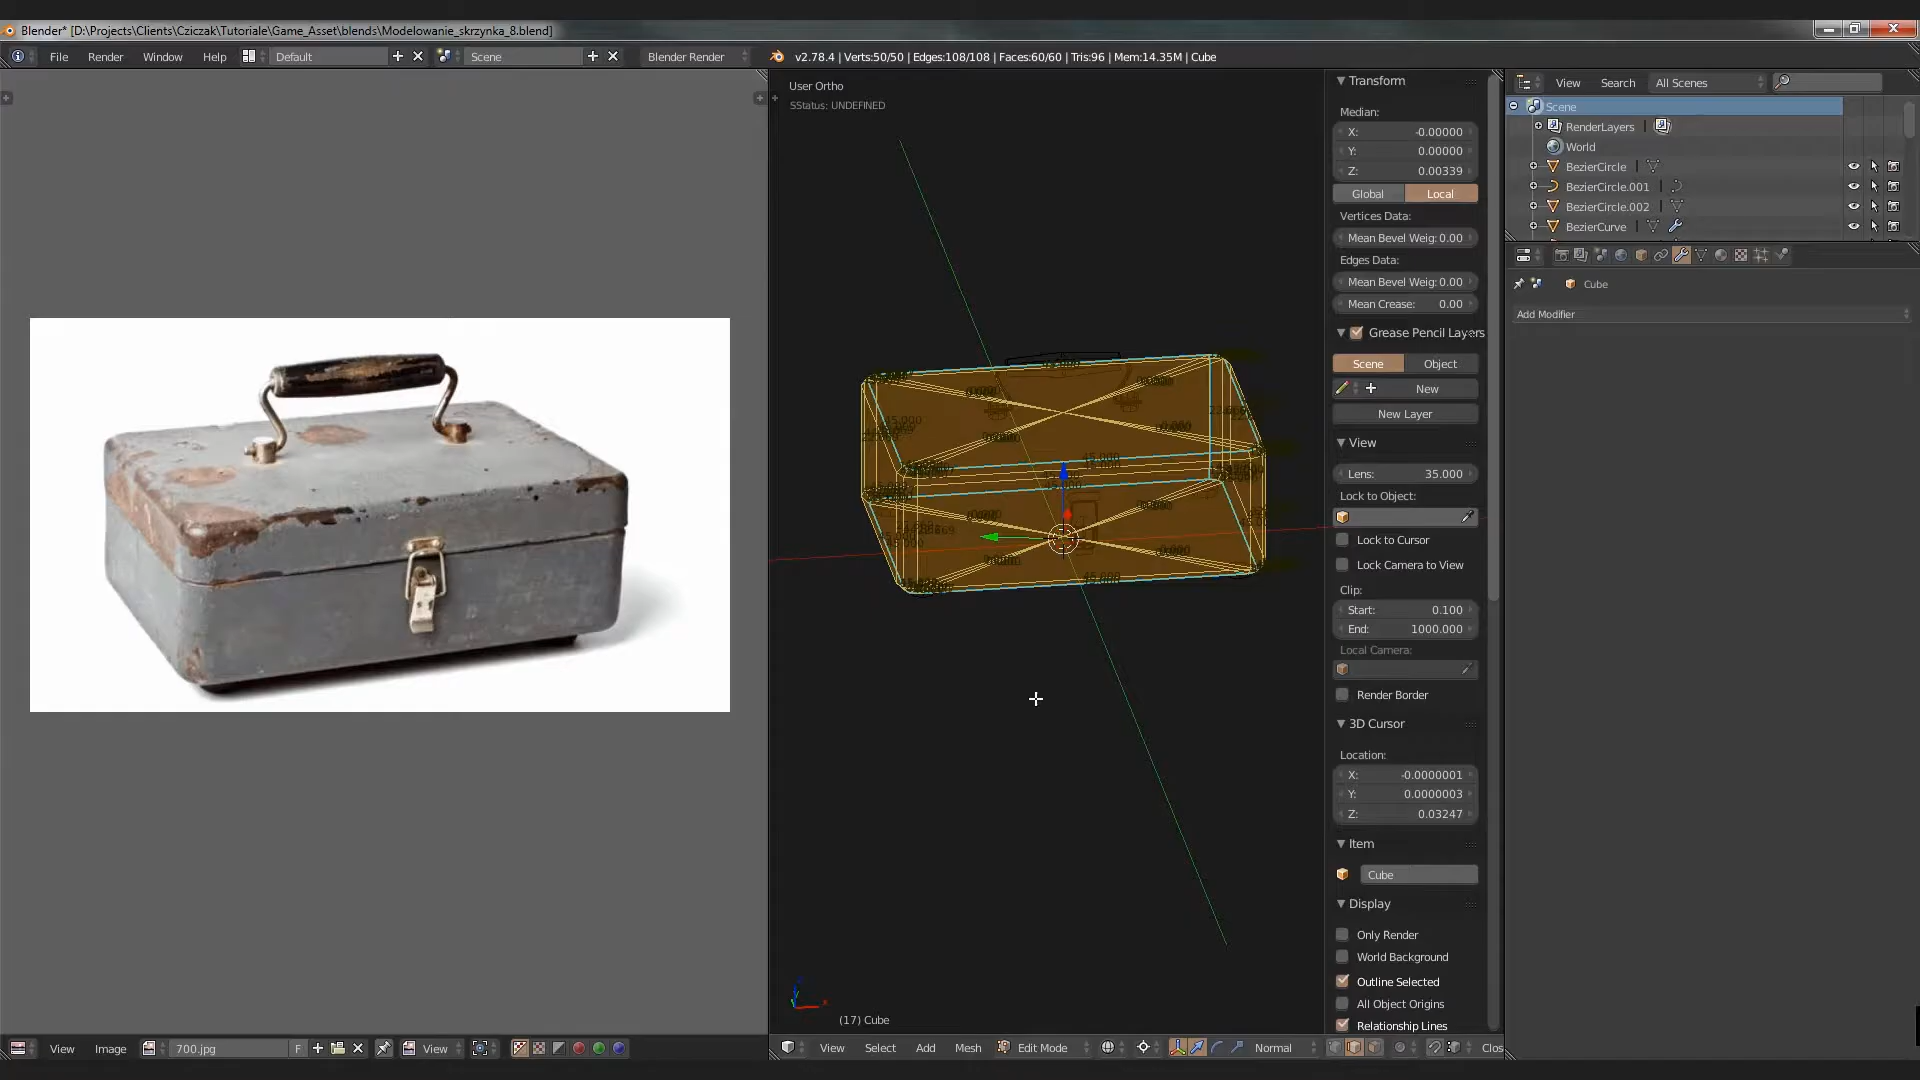 Blender* [D:\Projects\Clients\Cziczak\Tutoriale\Game_Asset\blends\Modelowanie_skrzynka_8.blend]
File Render Window Help Default Scene Blender Render v2.78.4 | Verts:50/50 | Edges:108/108 | Faces:60/60 | Tris:96 | Mem:14.35M | Cube
User Ortho
SStatus: UNDEFINED
(17) Cube
Transform
Median:
X: -0.00000
Y: 0.00000
Z: 0.00339
Global Local
Vertices Data:
Mean Bevel Weig: 0.00
Edges Data:
Mean Bevel Weig: 0.00
Mean Crease: 0.00
Grease Pencil Layers
Scene Object
New
New Layer
View
Lens: 35.000
Lock to Object:
Lock to Cursor
Lock Camera to View
Clip:
Start: 0.100
End: 1000.000
Local Camera:
Render Border
3D Cursor
Location:
X: -0.0000001
Y: 0.0000003
Z: 0.03247
Item
Cube
Display
Only Render
World Background
Outline Selected
All Object Origins
Relationship Lines
View Search All Scenes
Scene
RenderLayers
World
BezierCircle
BezierCircle.001
BezierCircle.002
BezierCurve
Cube
Add Modifier
View Image 700.jpg F View
View Select Add Mesh Edit Mode Normal Clos